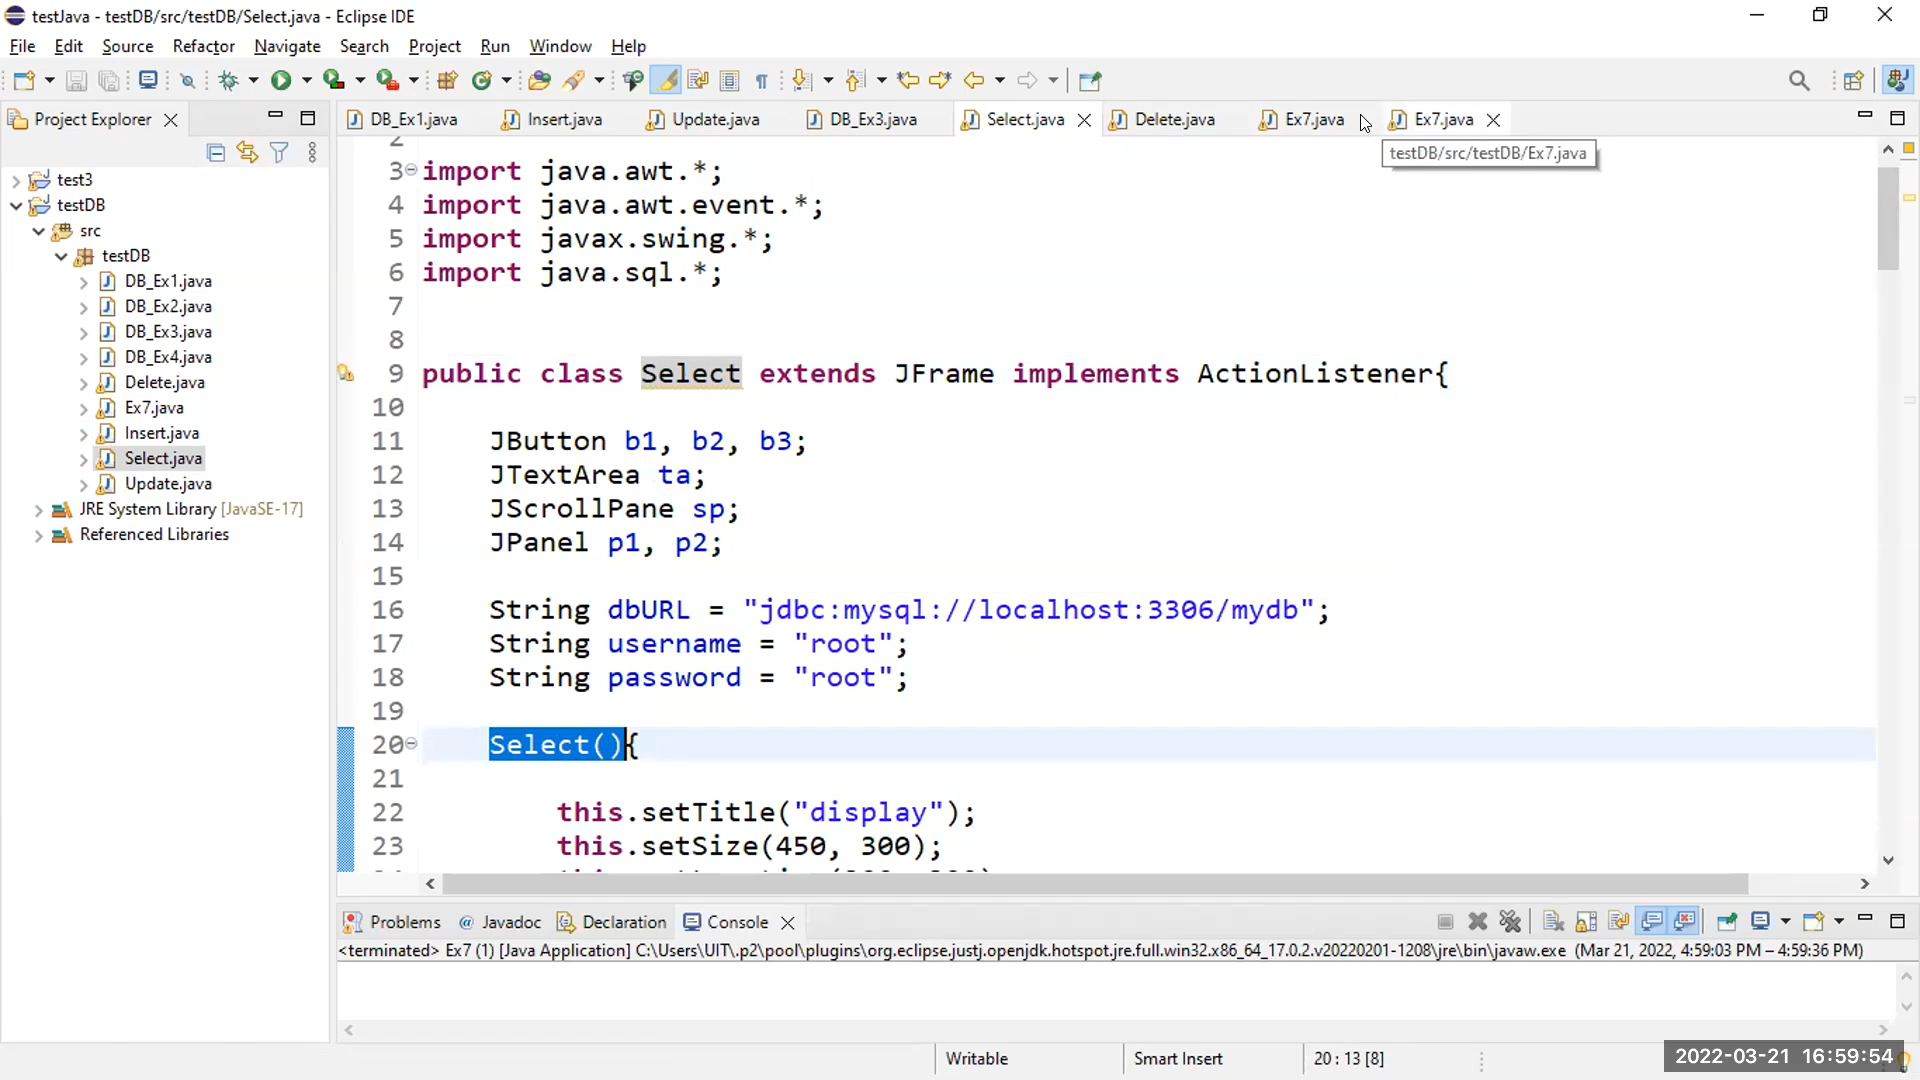 testJava - testDB/src/testDB/Select.java - Eclipse IDE
File Edit Source Refactor Navigate Search Project Run Window Help
Project Explorer
DB_Ex1.java Insert.java Update.java DB_Ex3.java Select.java Delete.java Ex7.java Ex7.java
testDB/src/testDB/Ex7.java
test3
testDB
src
testDB
DB_Ex1.java
DB_Ex2.java
DB_Ex3.java
DB_Ex4.java
Delete.java
Ex7.java
Insert.java
Select.java
Update.java
JRE System Library [JavaSE-17]
Referenced Libraries
2
3 import java.awt.*;
4 import java.awt.event.*;
5 import javax.swing.*;
6 import java.sql.*;
7
8
9 public class Select extends JFrame implements ActionListener{
10
11 JButton b1, b2, b3;
12 JTextArea ta;
13 JScrollPane sp;
14 JPanel p1, p2;
15
16 String dbURL = "jdbc:mysql://localhost:3306/mydb";
17 String username = "root";
18 String password = "root";
19
20 Select(){
21
22 this.setTitle("display");
23 this.setSize(450, 300);
Problems Javadoc Declaration Console
<terminated> Ex7 (1) [Java Application] C:\Users\UIT\.p2\pool\plugins\org.eclipse.justj.openjdk.hotspot.jre.full.win32.x86_64_17.0.2.v20220201-1208\jre\bin\javaw.exe (Mar 21, 2022, 4:59:03 PM – 4:59:36 PM)
Writable Smart Insert 20 : 13 [8]
2022-03-21 16:59:54